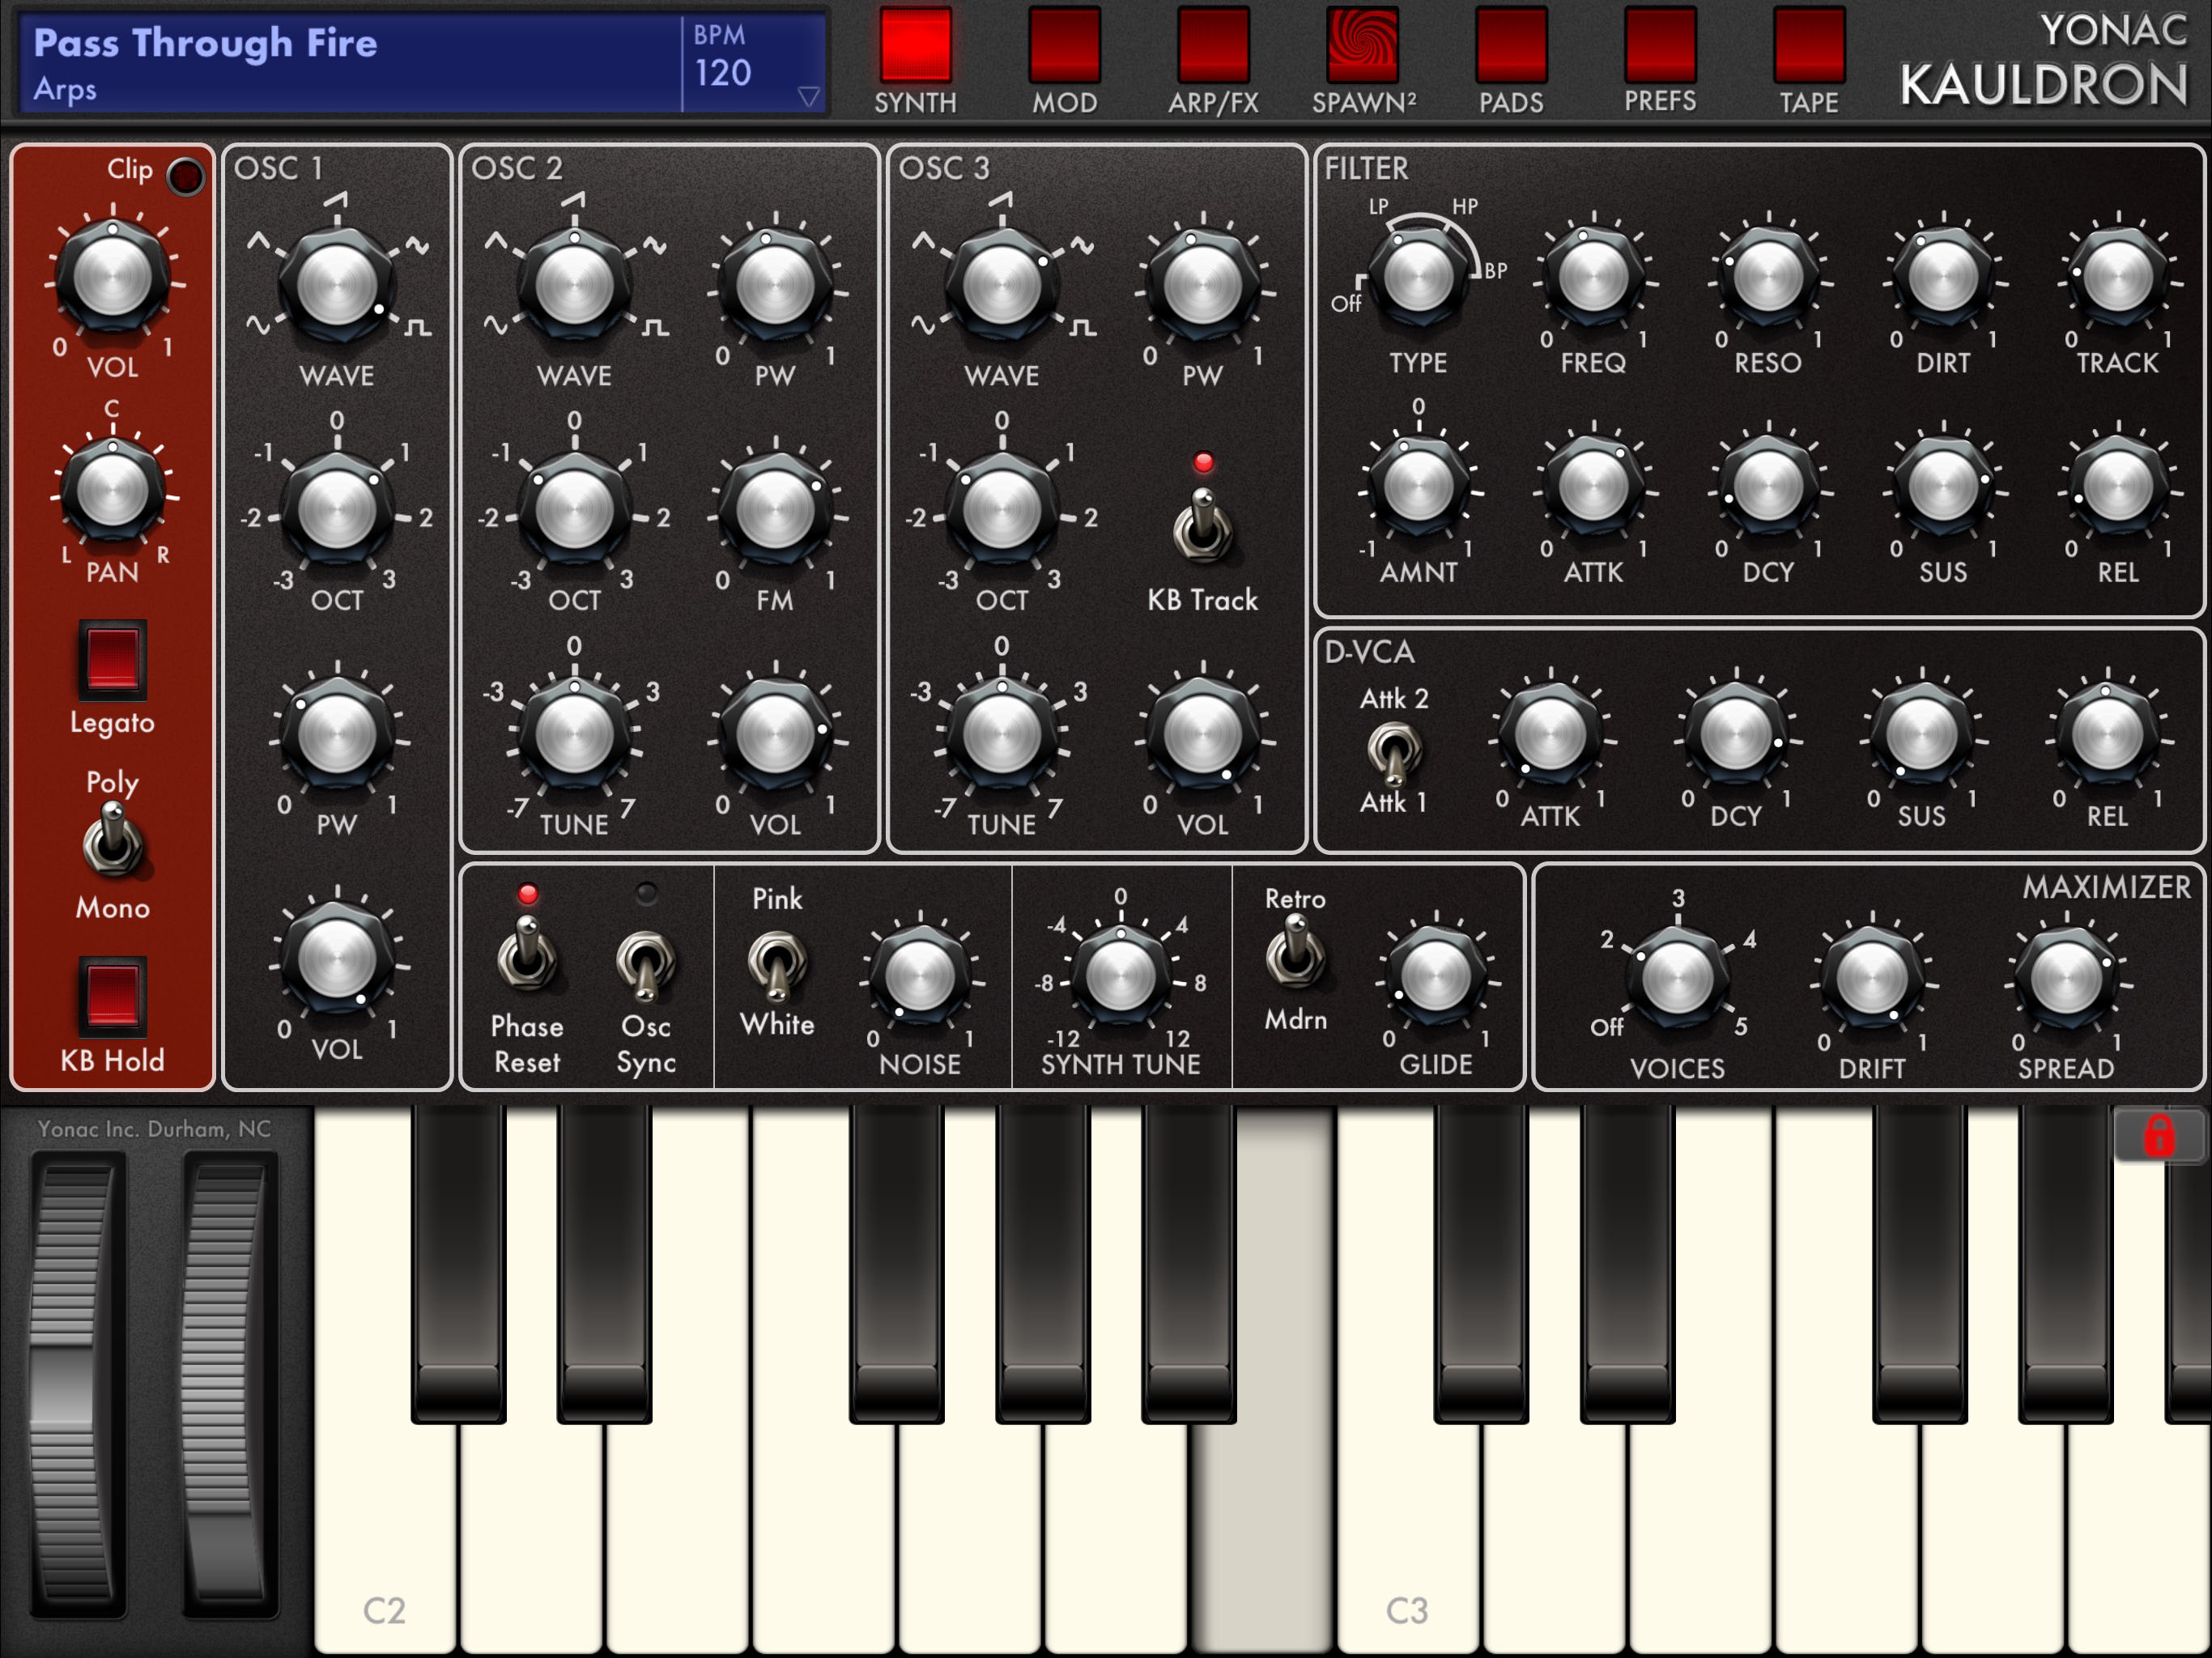 Pass Through Fire
Arps
BPM
120
SYNTH
MOD
ARP/FX
SPAWN²
PADS
PREFS
TAPE
YONAC
KAULDRON
Clip
0 1
VOL
C
L R
PAN
Legato
Poly
Mono
KB Hold
OSC 1
WAVE
0
-1 1
-2 2
-3 3
OCT
0 1
PW
0 1
VOL
OSC 2
WAVE
0 1
PW
0
-1 1
-2 2
-3 3
OCT
0 1
FM
0
-3 3
-7 7
TUNE
0 1
VOL
OSC 3
WAVE
0 1
PW
0
-1 1
-2 2
-3 3
OCT
KB Track
0
-3 3
-7 7
TUNE
0 1
VOL
FILTER
LP HP
BP
Off
TYPE
0 1
FREQ
0 1
RESO
0 1
DIRT
0 1
TRACK
0
-1 1
AMNT
0 1
ATTK
0 1
DCY
0 1
SUS
0 1
REL
D-VCA
Attk 2
Attk 1
0 1
ATTK
0 1
DCY
0 1
SUS
0 1
REL
Phase
Reset
Osc
Sync
Pink
White
0 1
NOISE
0
-4 4
-8 8
-12 12
SYNTH TUNE
Retro
Mdrn
0 1
GLIDE
MAXIMIZER
3
2 4
Off 5
VOICES
0 1
DRIFT
0 1
SPREAD
Yonac Inc. Durham, NC
C2
C3